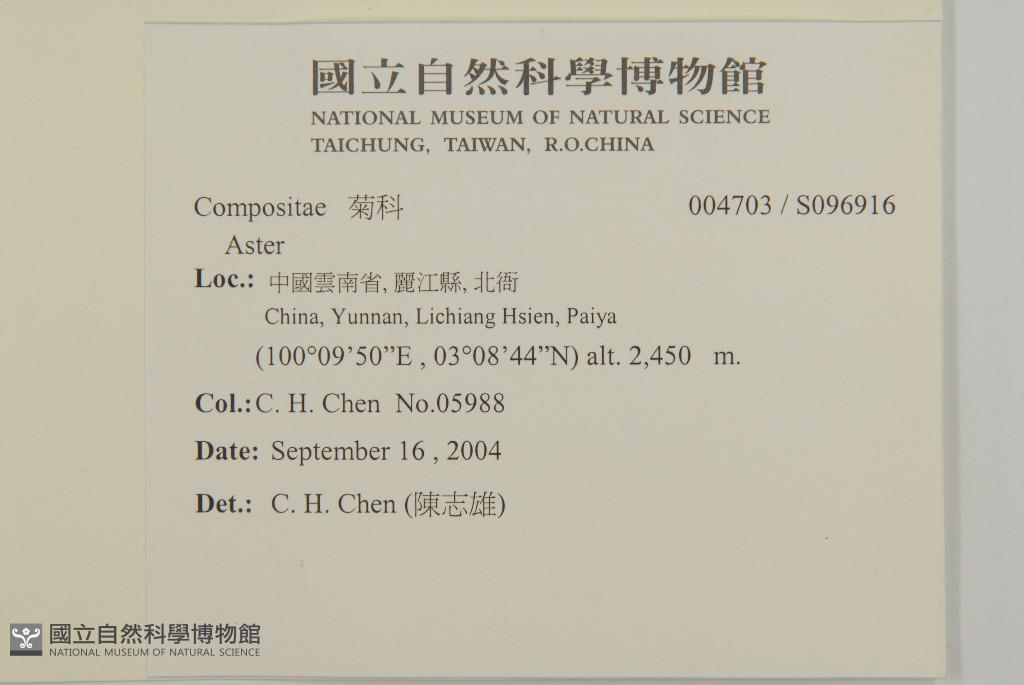 國立自然科學博物館
NATIONAL MUSEUM OF NATURAL SCIENCE
TAICHUNG, TAIWAN, R.O.CHINA
Compositae 菊科 004703 / S096916
Aster
Loc.: 中國雲南省, 麗江縣, 北衙
China, Yunnan, Lichiang Hsien, Paiya
(100°09’50”E , 03°08’44”N) alt. 2,450 m.
Col.: C. H. Chen No.05988
Date: September 16 , 2004
Det.: C. H. Chen (陳志雄)
國立自然科學博物館
NATIONAL MUSEUM OF NATURAL SCIENCE